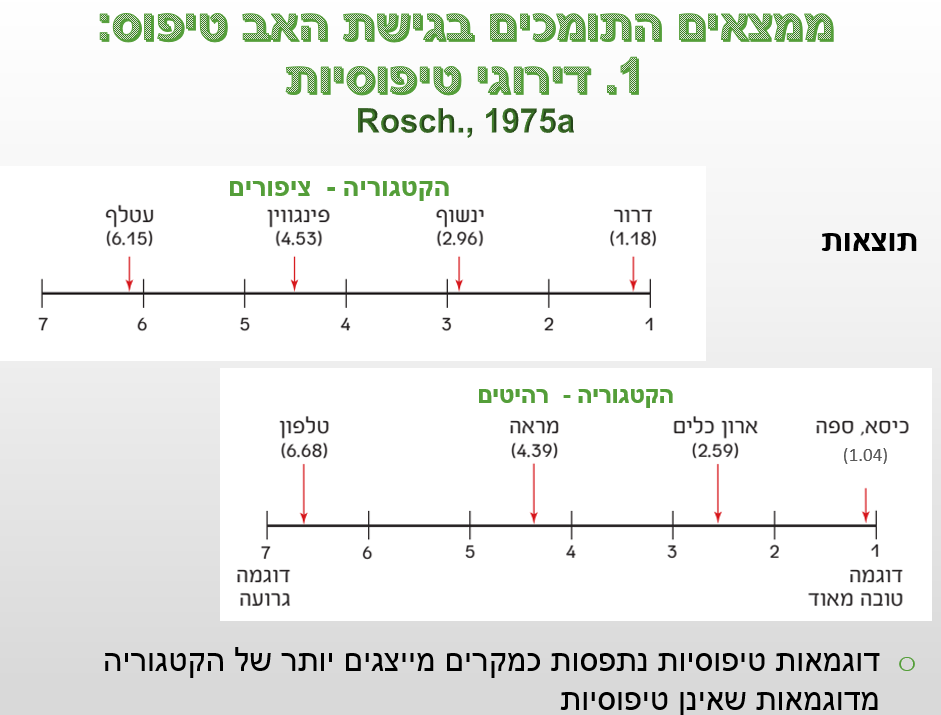 ממצאים התומכים בגישת האב טיפוס:
1. דירוגי טיפוסיות
Rosch., 1975a
תוצאות
הקטגוריה - ציפורים
דרור ינשוף פינגווין עטלף
(1.18) (2.96) (4.53) (6.15)
1 2 3 4 5 6 7
הקטגוריה - רהיטים
כיסא, ספה ארון כלים מראה טלפון
(1.04) (2.59) (4.39) (6.68)
1 2 3 4 5 6 7
דוגמה דוגמה
טובה מאוד גרועה
דוגמאות טיפוסיות נתפסות כמקרים מייצגים יותר של הקטגוריה
מדוגמאות שאינן טיפוסיות